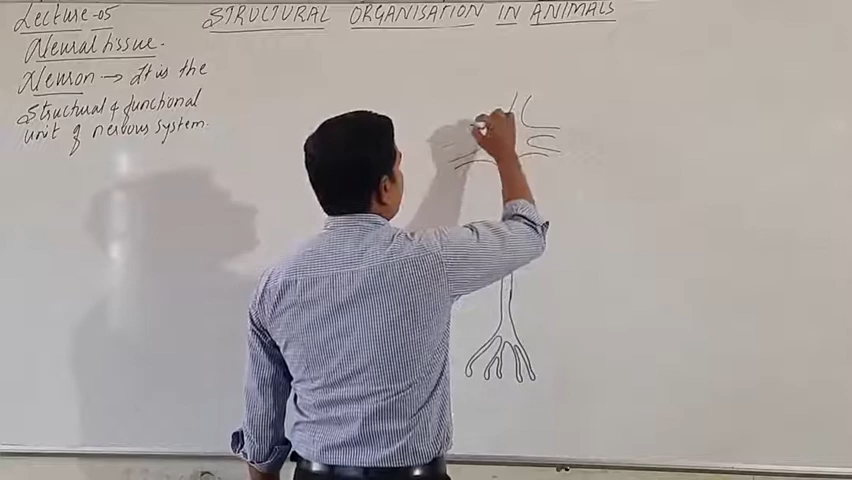 Lecture-05
STRUCTURAL ORGANISATION IN ANIMALS
Neural tissue-
Neuron → It is the
Structural & functional
unit of nervous system.